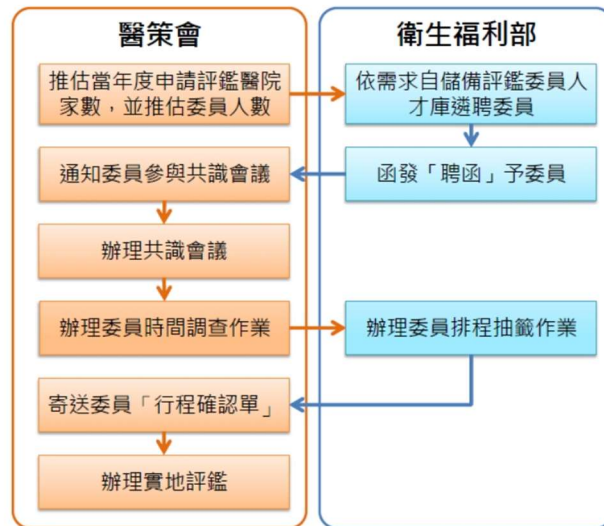 醫策會
衛生福利部
推估當年度申請評鑑醫院
家數，並推估委員人數
依需求自儲備評鑑委員人
才庫遴聘委員
通知委員參與共識會議
函發「聘函」予委員
辦理共識會議
辦理委員時間調查作業
辦理委員排程抽籤作業
寄送委員「行程確認單」
辦理實地評鑑